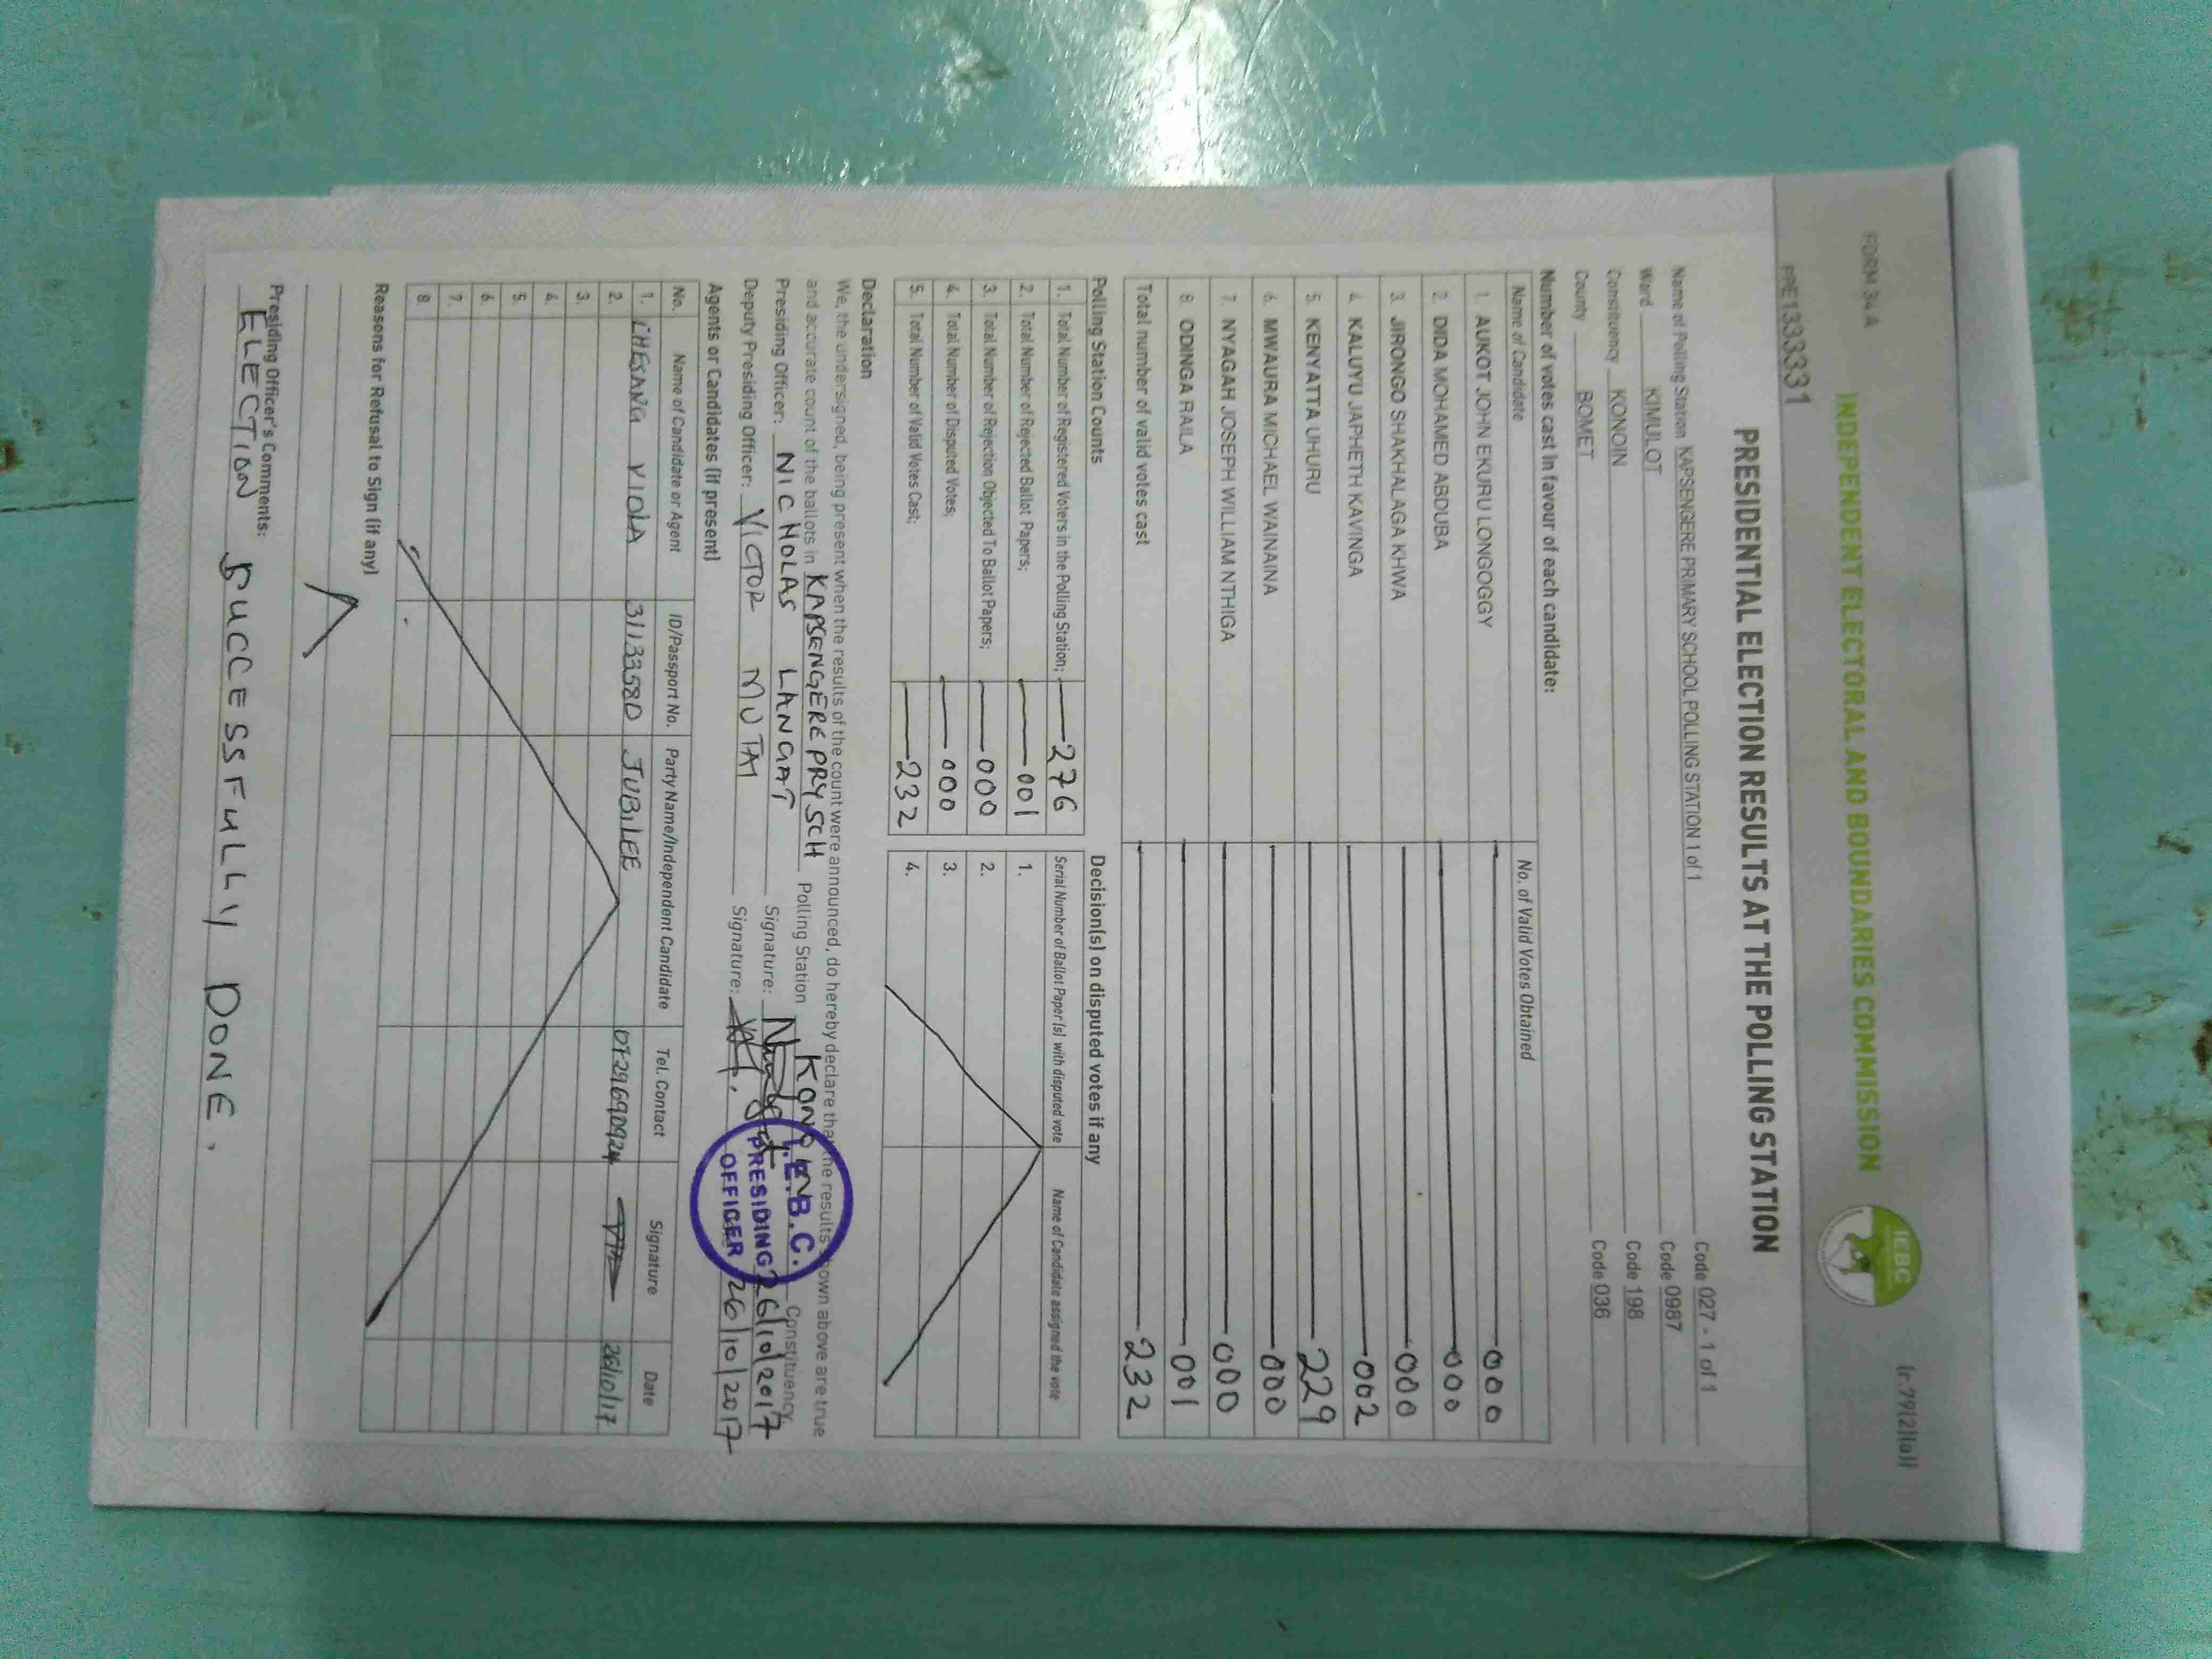 FORM 34 A
(r.79(2)(a))
INDEPENDENT ELECTORAL AND BOUNDARIES COMMISSION
IEBC
PPE133331
PRESIDENTIAL ELECTION RESULTS AT THE POLLING STATION
Name of Polling Station KAPSENGERE PRIMARY SCHOOL POLLING STATION 1 of 1 Code 027 - 1 of 1
Ward KIMULOT Code 0987
Constituency KONOIN Code 198
County BOMET Code 036
Number of votes cast in favour of each candidate:
Name of Candidate No. of Valid Votes Obtained
1. AUKOT JOHN EKURU LONGOGGY 000
2. DIDA MOHAMED ABDUBA 000
3. JIRONGO SHAKHALAGA KHWA 000
4. KALUYU JAPHETH KAVINGA 002
5. KENYATTA UHURU 229
6. MWAURA MICHAEL WAINAINA 000
7. NYAGAH JOSEPH WILLIAM NTHIGA 000
8. ODINGA RAILA 001
Total number of valid votes cast 232
Polling Station Counts
1. Total Number of Registered Voters in the Polling Station; 276
2. Total Number of Rejected Ballot Papers; 001
3. Total Number of Rejection Objected To Ballot Papers; 000
4. Total Number of Disputed Votes; 000
5. Total Number of Valid Votes Cast; 232
Decision(s) on disputed votes if any
Serial Number of Ballot Paper (s) with disputed vote Name of Candidate assigned the vote
1.
2.
3.
4.
Declaration
We, the undersigned, being present when the results of the count were announced, do hereby declare that the results shown above are true
and accurate count of the ballots in KAPSENGERE PRY SCH Polling Station KONOIN Constituency.
Presiding Officer: NICHOLAS LANGAT Signature: 26/10/2017
Deputy Presiding Officer: VICTOR MUTAI Signature: 26/10/2017
I.E.B.C.
PRESIDING
OFFICER
Agents or Candidates (if present)
No. Name of Candidate or Agent ID/Passport No. Party Name/Independent Candidate Tel. Contact Signature Date
1. CHESANG VIOLA 31133580 JUBILEE 0729690924 26/10/17
2.
3.
4.
5.
6.
7.
8.
Reasons for Refusal to Sign (if any)
Presiding Officer's Comments:
ELECTION SUCCESSFULLY DONE.